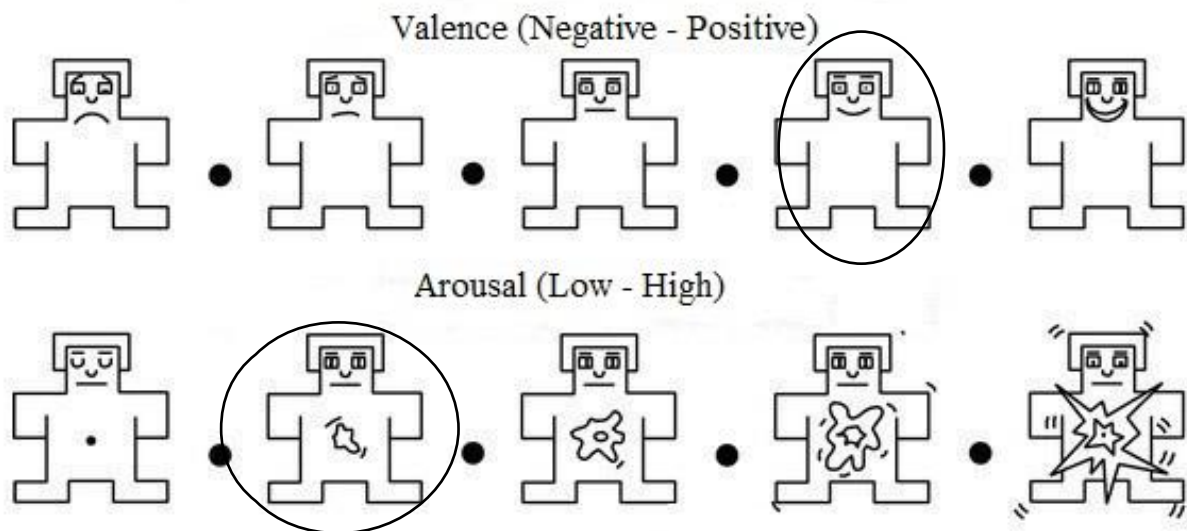 Valence (Negative - Positive)
Arousal (Low - High)